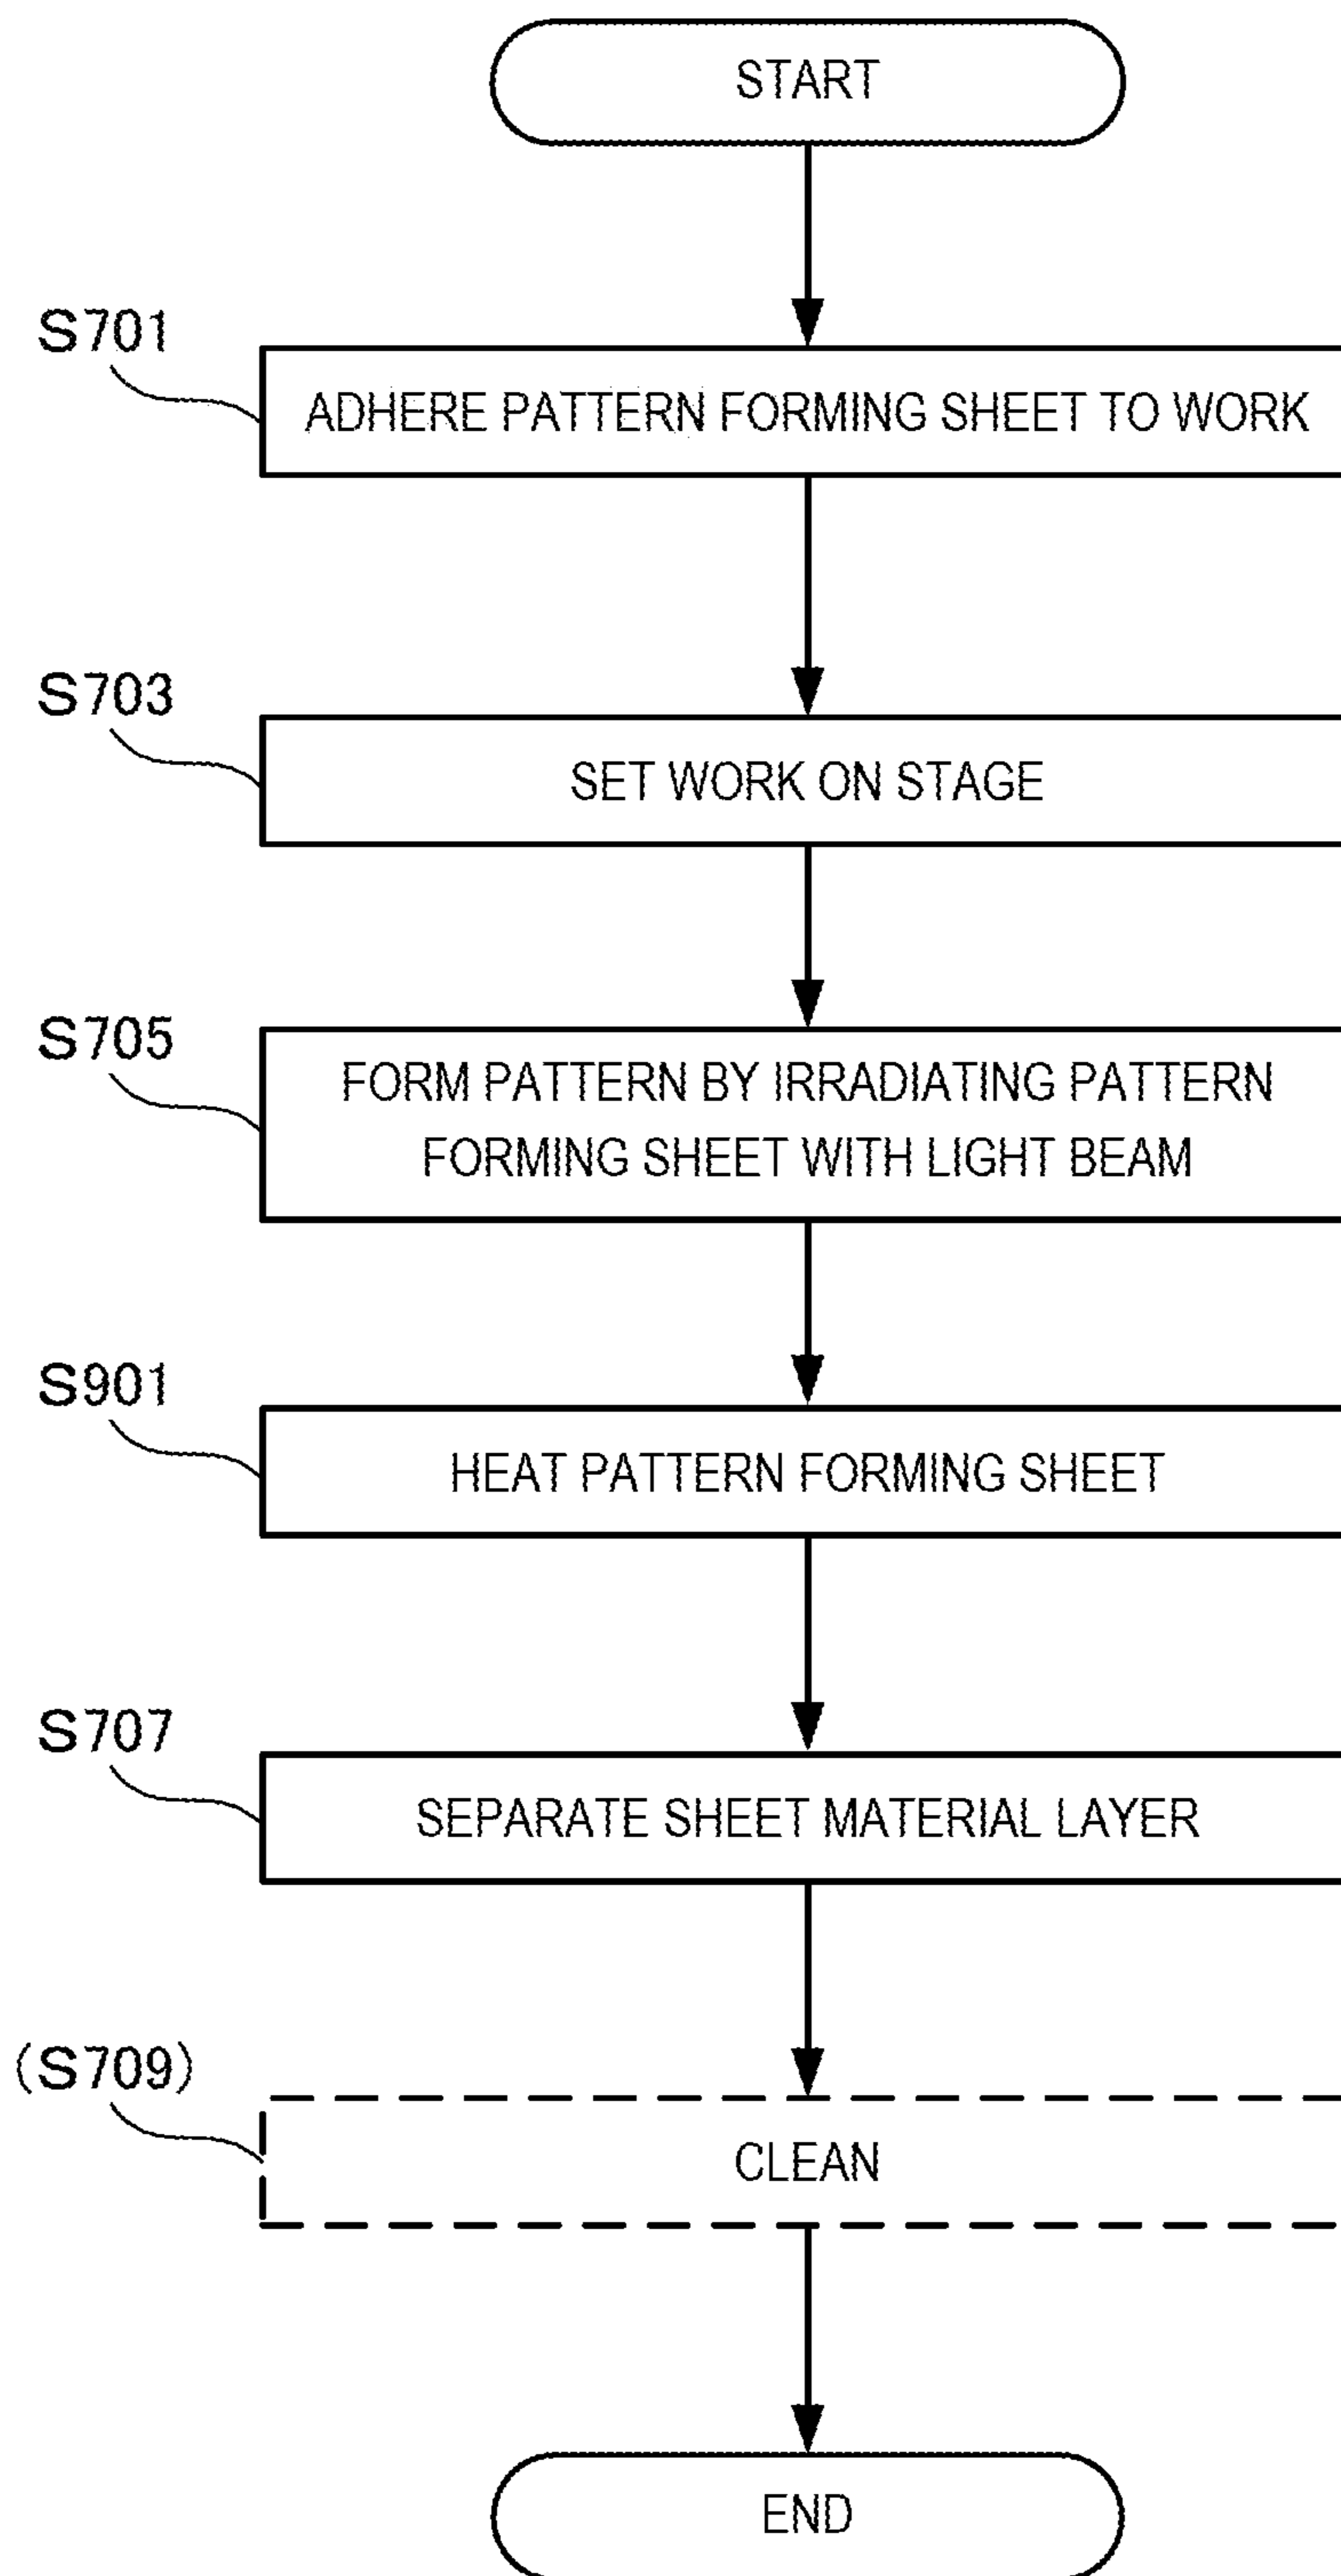 START
S701
ADHERE PATTERN FORMING SHEET TO WORK
S703
SET WORK ON STAGE
S705
FORM PATTERN BY IRRADIATING PATTERN
FORMING SHEET WITH LIGHT BEAM
S901
HEAT PATTERN FORMING SHEET
S707
SEPARATE SHEET MATERIAL LAYER
(S709)
CLEAN
END